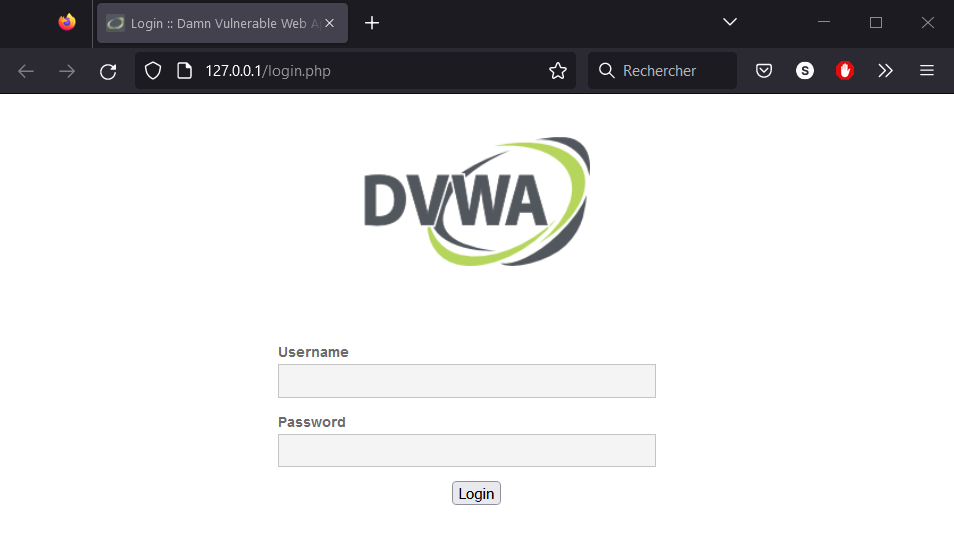 Login :: Damn Vulnerable Web A
127.0.0.1/login.php
Rechercher
S
DVWA
Username
Password
Login